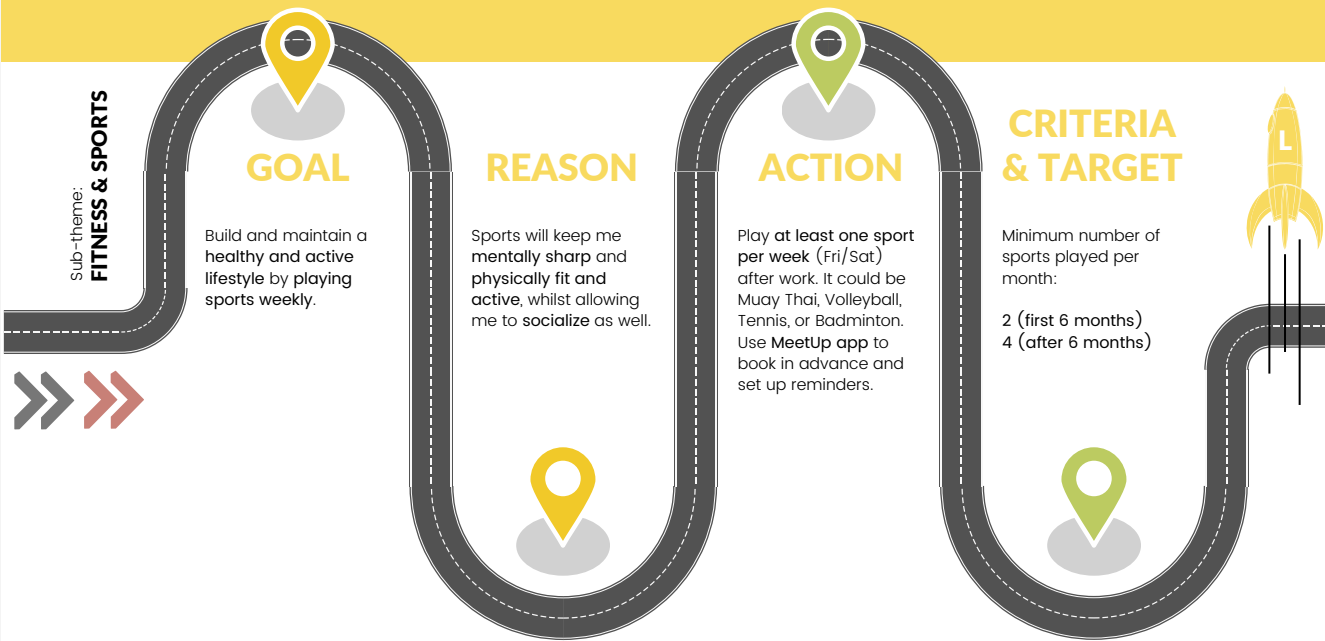 Sub-theme:
FITNESS & SPORTS
GOAL
Build and maintain a
healthy and active
lifestyle by playing
sports weekly.
REASON
Sports will keep me
mentally sharp and
physically fit and
active, whilst allowing
me to socialize as well.
ACTION
Play at least one sport
per week (Fri/Sat)
after work. It could be
Muay Thai, Volleyball,
Tennis, or Badminton.
Use MeetUp app to
book in advance and
set up reminders.
CRITERIA
& TARGET
Minimum number of
sports played per
month:
2 (first 6 months)
4 (after 6 months)
L